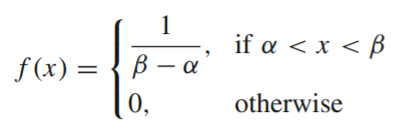 f(x) = { 1 / (β − α), if α < x < β
0, otherwise